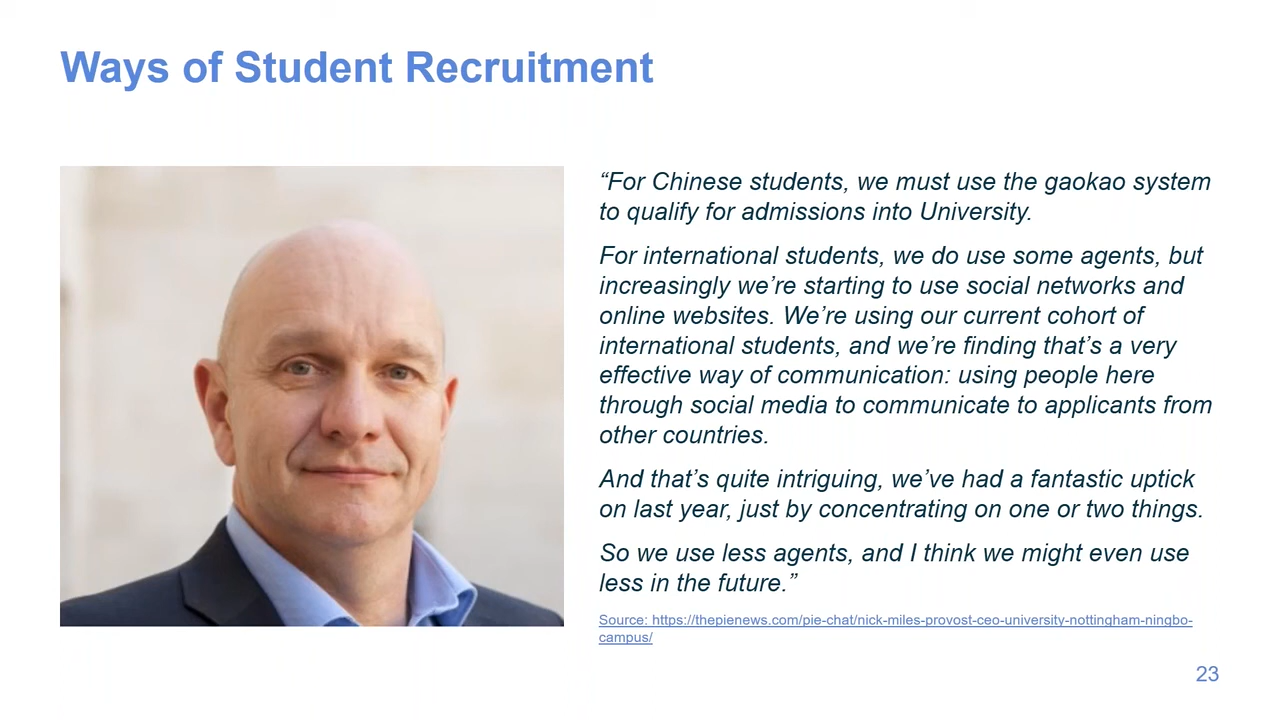 Ways of Student Recruitment
“For Chinese students, we must use the gaokao system
to qualify for admissions into University.
For international students, we do use some agents, but
increasingly we’re starting to use social networks and
online websites. We’re using our current cohort of
international students, and we’re finding that’s a very
effective way of communication: using people here
through social media to communicate to applicants from
other countries.
And that’s quite intriguing, we’ve had a fantastic uptick
on last year, just by concentrating on one or two things.
So we use less agents, and I think we might even use
less in the future.”
Source: https://thepienews.com/pie-chat/nick-miles-provost-ceo-university-nottingham-ningbo-
campus/
23